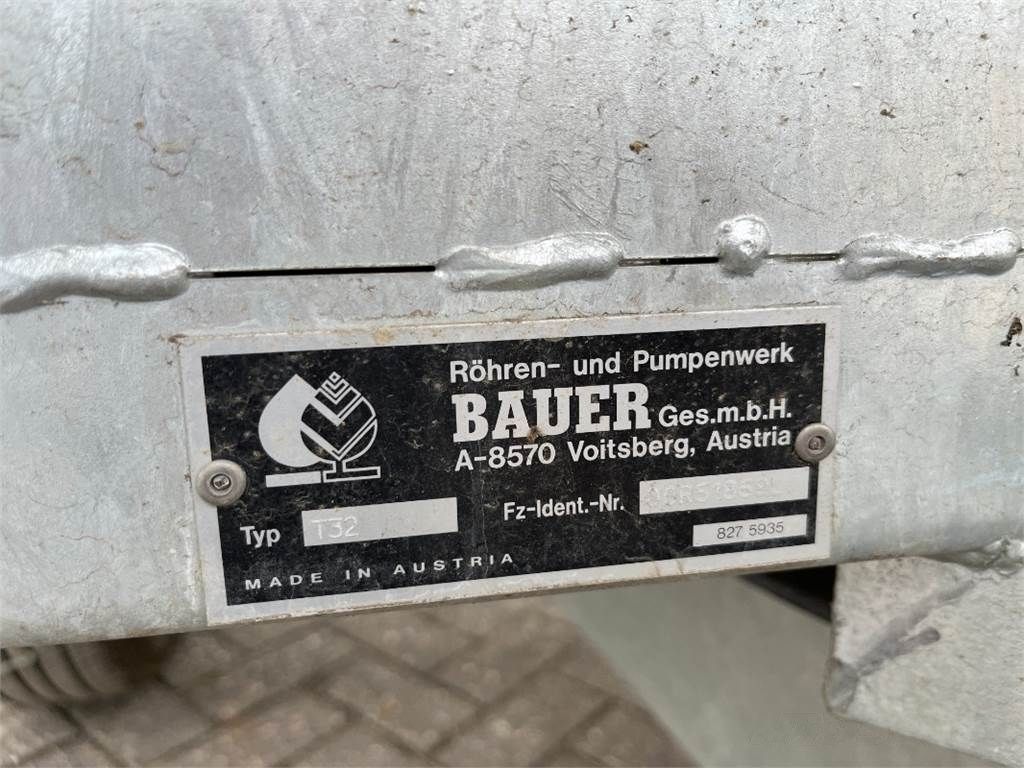 Röhren- und Pumpenwerk
BAUER Ges.m.b.H.
A-8570 Voitsberg, Austria
Typ T32
Fz-Ident.-Nr.
827 5935
MADE IN AUSTRIA